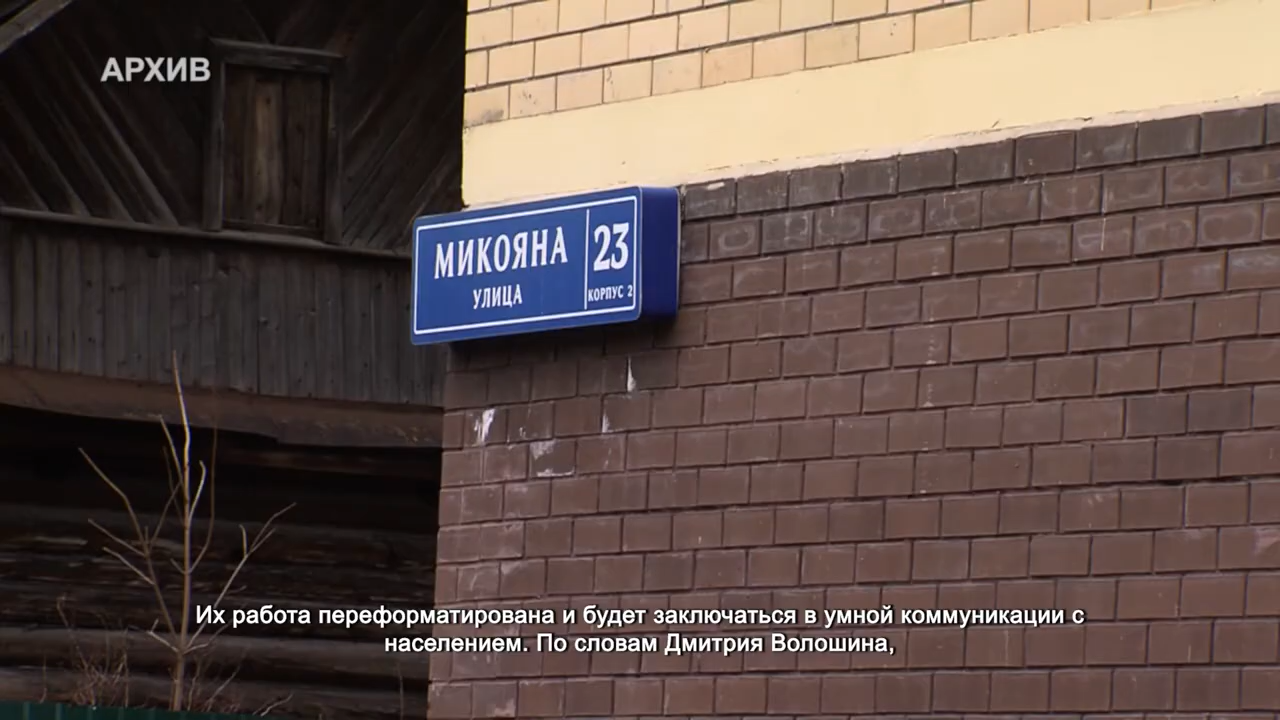 АРХИВ
МИКОЯНА
УЛИЦА
23
КОРПУС 2
Их работа переформатирована и будет заключаться в умной коммуникации с
населением. По словам Дмитрия Волошина,